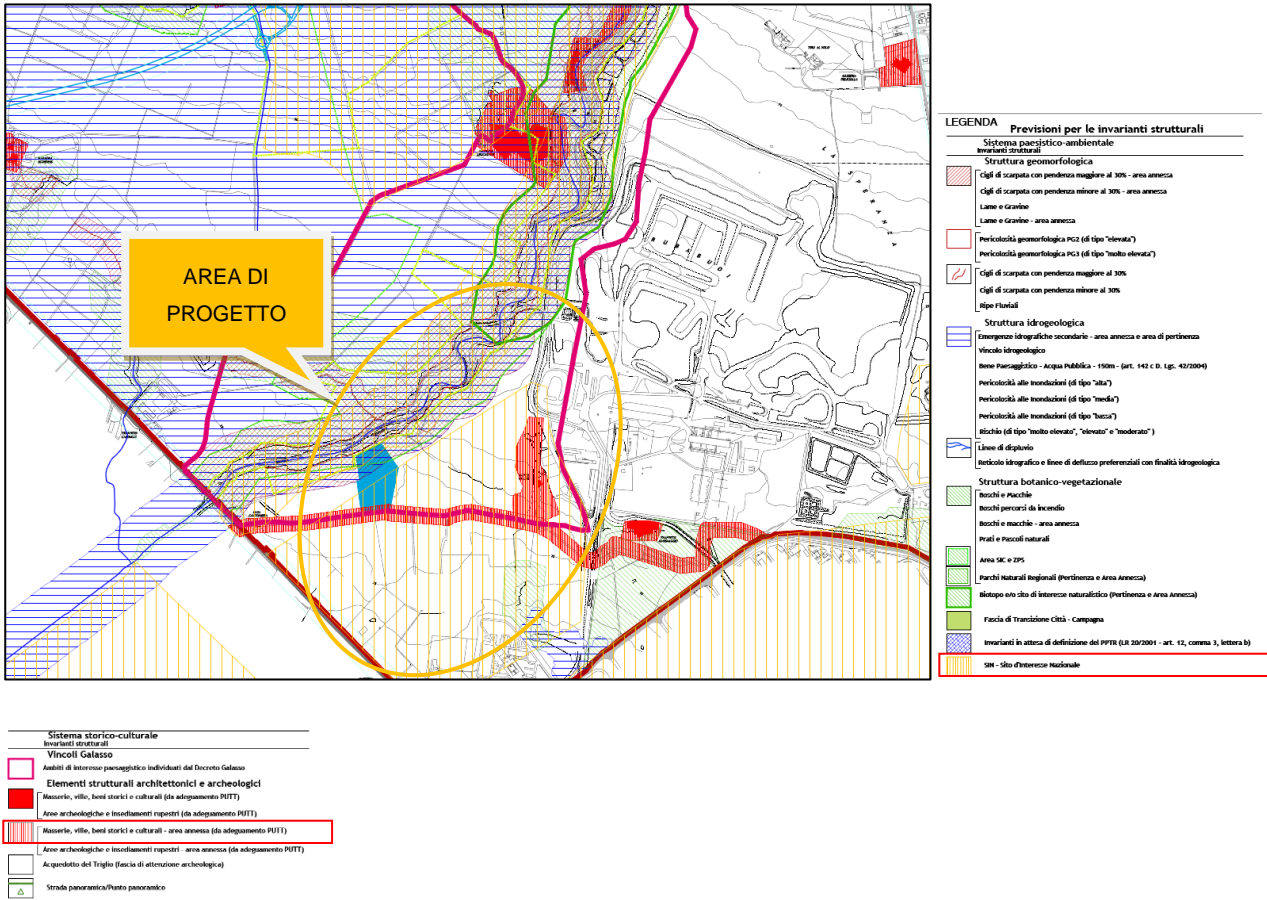 AREA DI
PROGETTO
RUBAFUOI
LA SPERANZA
LEGENDA
Previsioni per le invarianti strutturali
Sistema paesistico-ambientale
Invarianti strutturali
Struttura geomorfologica
Cigli di scarpata con pendenza maggiore al 30% - area annessa
Cigli di scarpata con pendenza minore al 30% - area annessa
Lame e Gravine
Lame e Gravine - area annessa
Pericolosità geomorfologica PG2 (di tipo "elevata")
Pericolosità geomorfologica PG3 (di tipo "molto elevata")
Cigli di scarpata con pendenza maggiore al 30%
Cigli di scarpata con pendenza minore al 30%
Ripe Fluviali
Struttura idrogeologica
Emergenze idrografiche secondarie - area annessa e area di pertinenza
Vincolo idrogeologico
Bene Paesaggistico - Acqua Pubblica - 150m - (art. 142 c D. Lgs. 42/2004)
Pericolosità alle Inondazioni (di tipo "alta")
Pericolosità alle Inondazioni (di tipo "media")
Pericolosità alle Inondazioni (di tipo "bassa")
Rischio (di tipo "molto elevato", "elevato" e "moderato" )
Linee di displuvio
Reticolo idrografico e linee di deflusso preferenziali con finalità idrogeologica
Struttura botanico-vegetazionale
Boschi e Macchie
Boschi percorsi da incendio
Boschi e macchie - area annessa
Prati e Pascoli naturali
Area SIC e ZPS
Parchi Naturali Regionali (Pertinenza e Area Annessa)
Biotopo e/o sito di interesse naturalistico (Pertinenza e Area Annessa)
Fascia di Transizione Città - Campagna
Invarianti in attesa di definizione del PPTR (LR 20/2001 - art. 12, comma 3, lettera b)
SIN - Sito d'Interesse Nazionale
Sistema storico-culturale
Invarianti strutturali
Vincoli Galasso
Ambiti di interesse paesaggistico individuati dal Decreto Galasso
Elementi strutturali architettonici e archeologici
Masserie, ville, beni storici e culturali (da adeguamento PUTT)
Aree archeologiche e insediamenti rupestri (da adeguamento PUTT)
Masserie, ville, beni storici e culturali - area annessa (da adeguamento PUTT)
Aree archeologiche e insediamenti rupestri - area annessa (da adeguamento PUTT)
Acquedotto del Triglio (fascia di attenzione archeologica)
Strada panoramica/Punto panoramico